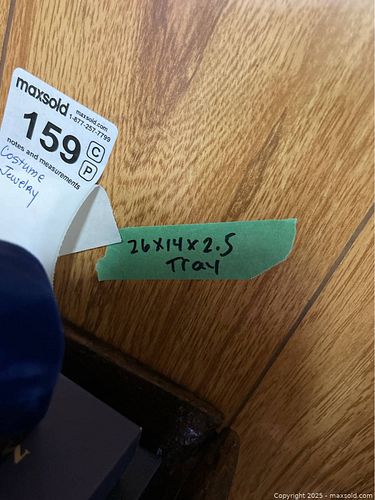 maxsold maxsold.com
1-877-257-7799
159 C
P
notes and measurements
Costume
Jewelay
26x14x2.5
Tray
Copyright 2025 - maxsold.com